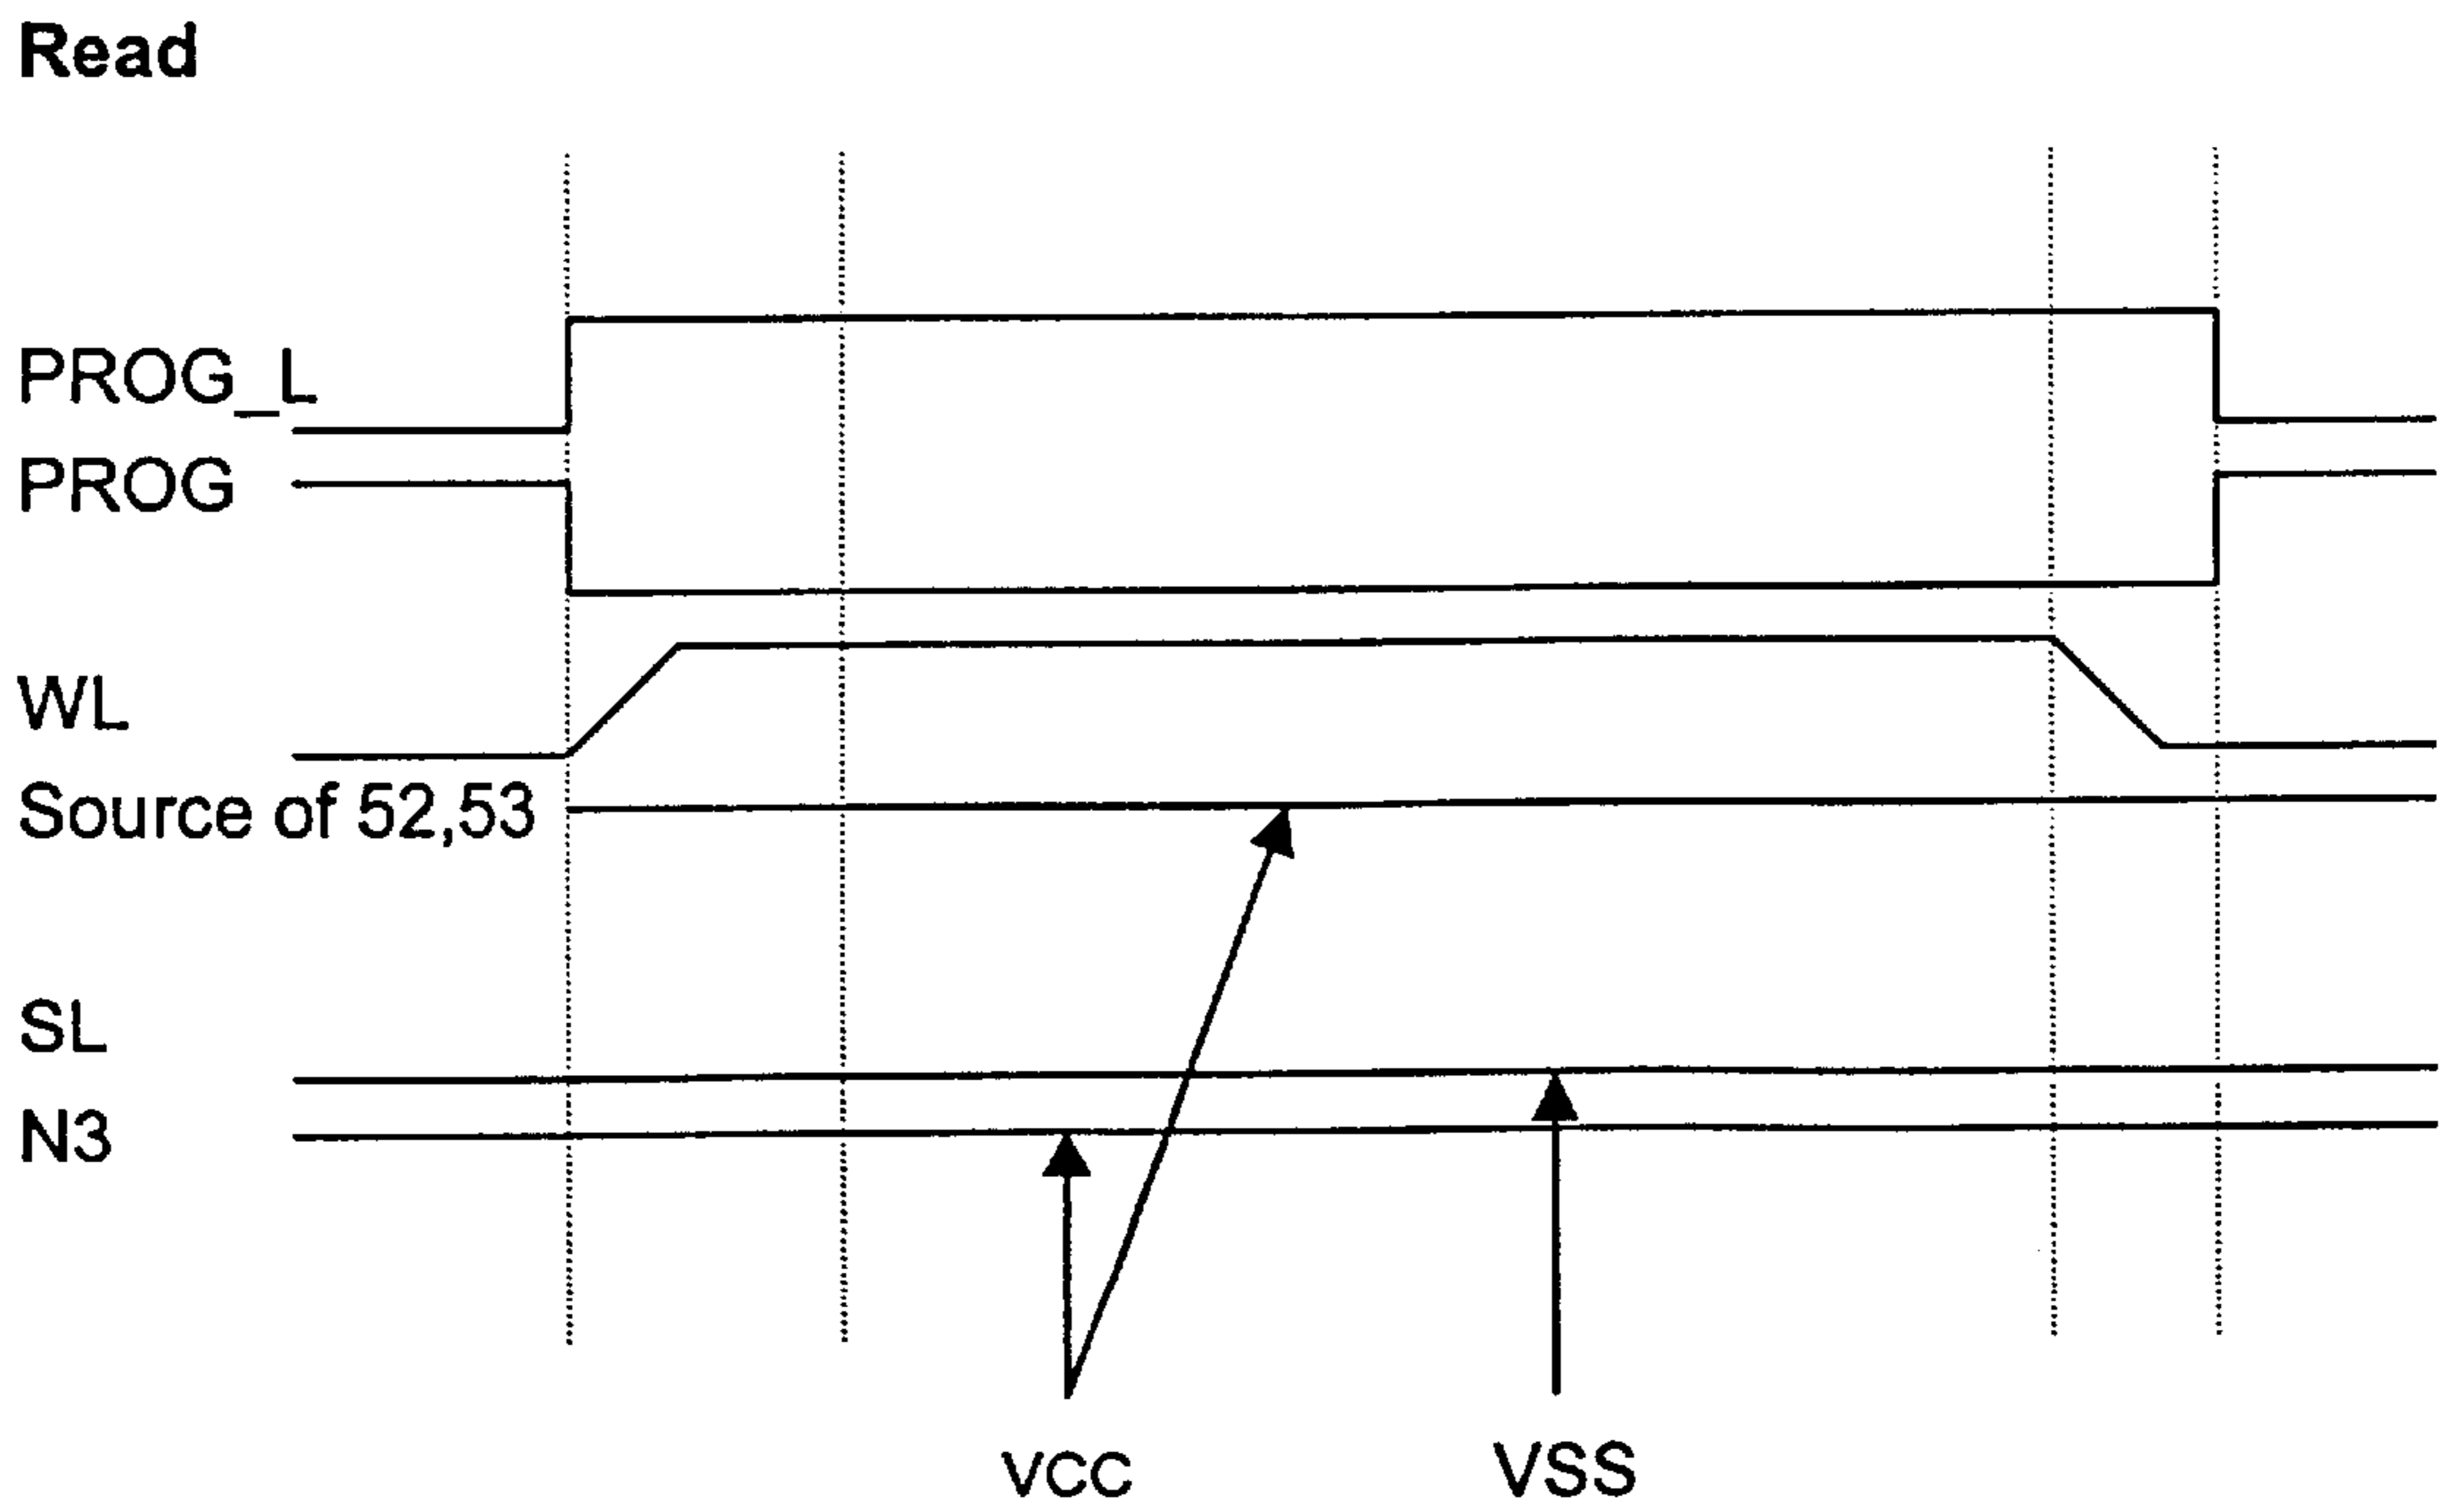 Read
PROG_L
PROG
WL
Source of 52,53
SL
N3
VCC
VSS